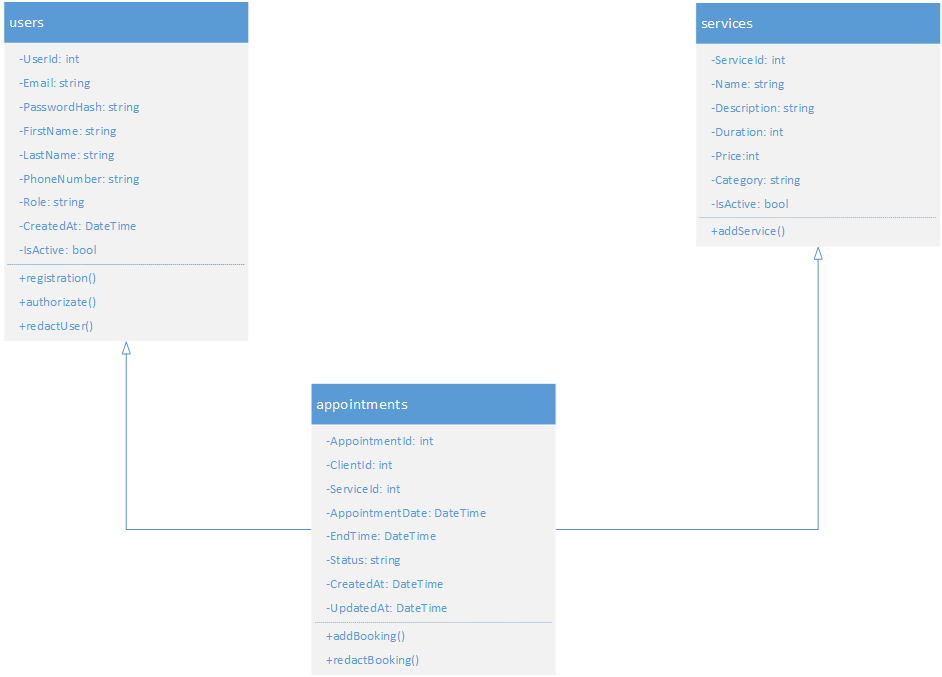 users
-UserId: int
-Email: string
-PasswordHash: string
-FirstName: string
-LastName: string
-PhoneNumber: string
-Role: string
-CreatedAt: DateTime
-IsActive: bool
+registration()
+authorizate()
+redactUser()
services
-ServiceId: int
-Name: string
-Description: string
-Duration: int
-Price:int
-Category: string
-IsActive: bool
+addService()
appointments
-AppointmentId: int
-ClientId: int
-ServiceId: int
-AppointmentDate: DateTime
-EndTime: DateTime
-Status: string
-CreatedAt: DateTime
-UpdatedAt: DateTime
+addBooking()
+redactBooking()